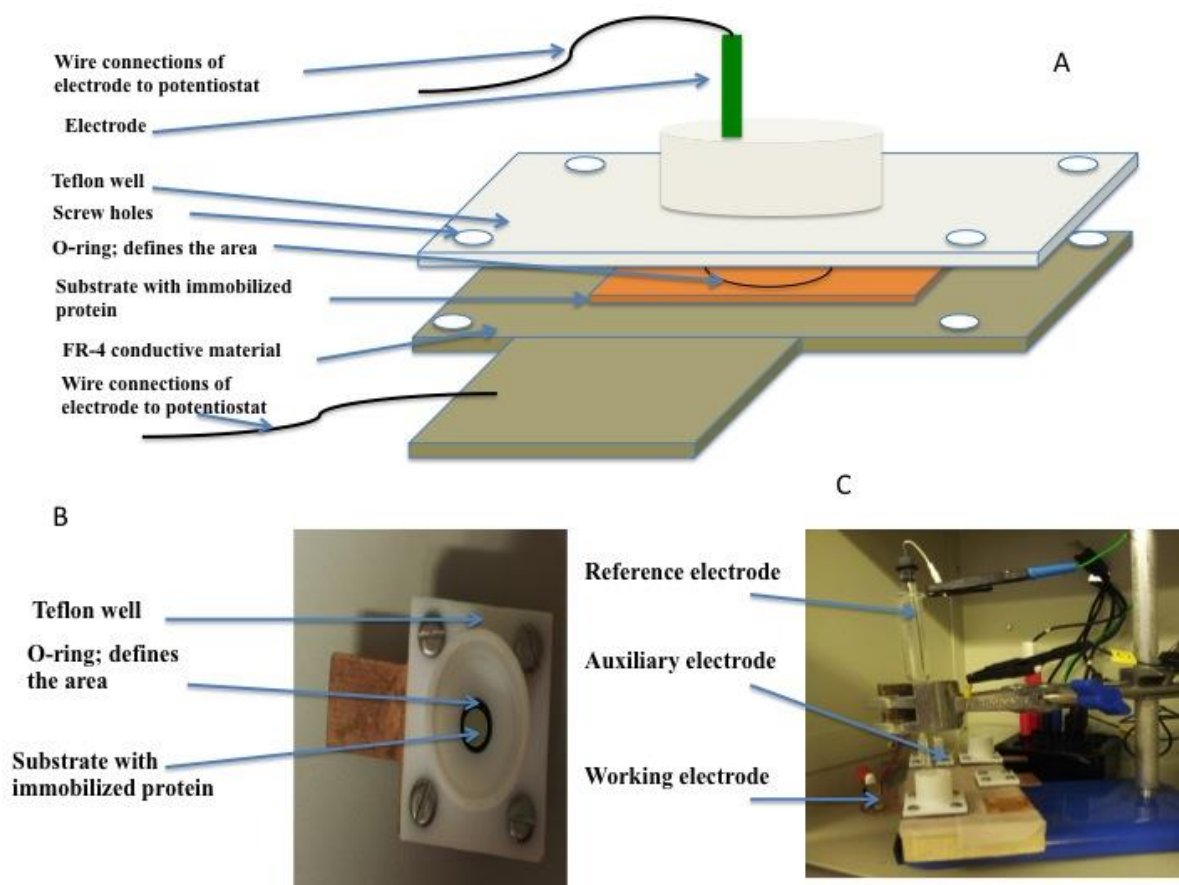 A
Wire connections of
electrode to potentiostat
Electrode
Teflon well
Screw holes
O-ring; defines the area
Substrate with immobilized
protein
FR-4 conductive material
Wire connections of
electrode to potentiostat
B
Teflon well
O-ring; defines
the area
Substrate with
immobilized protein
C
Reference electrode
Auxiliary electrode
Working electrode